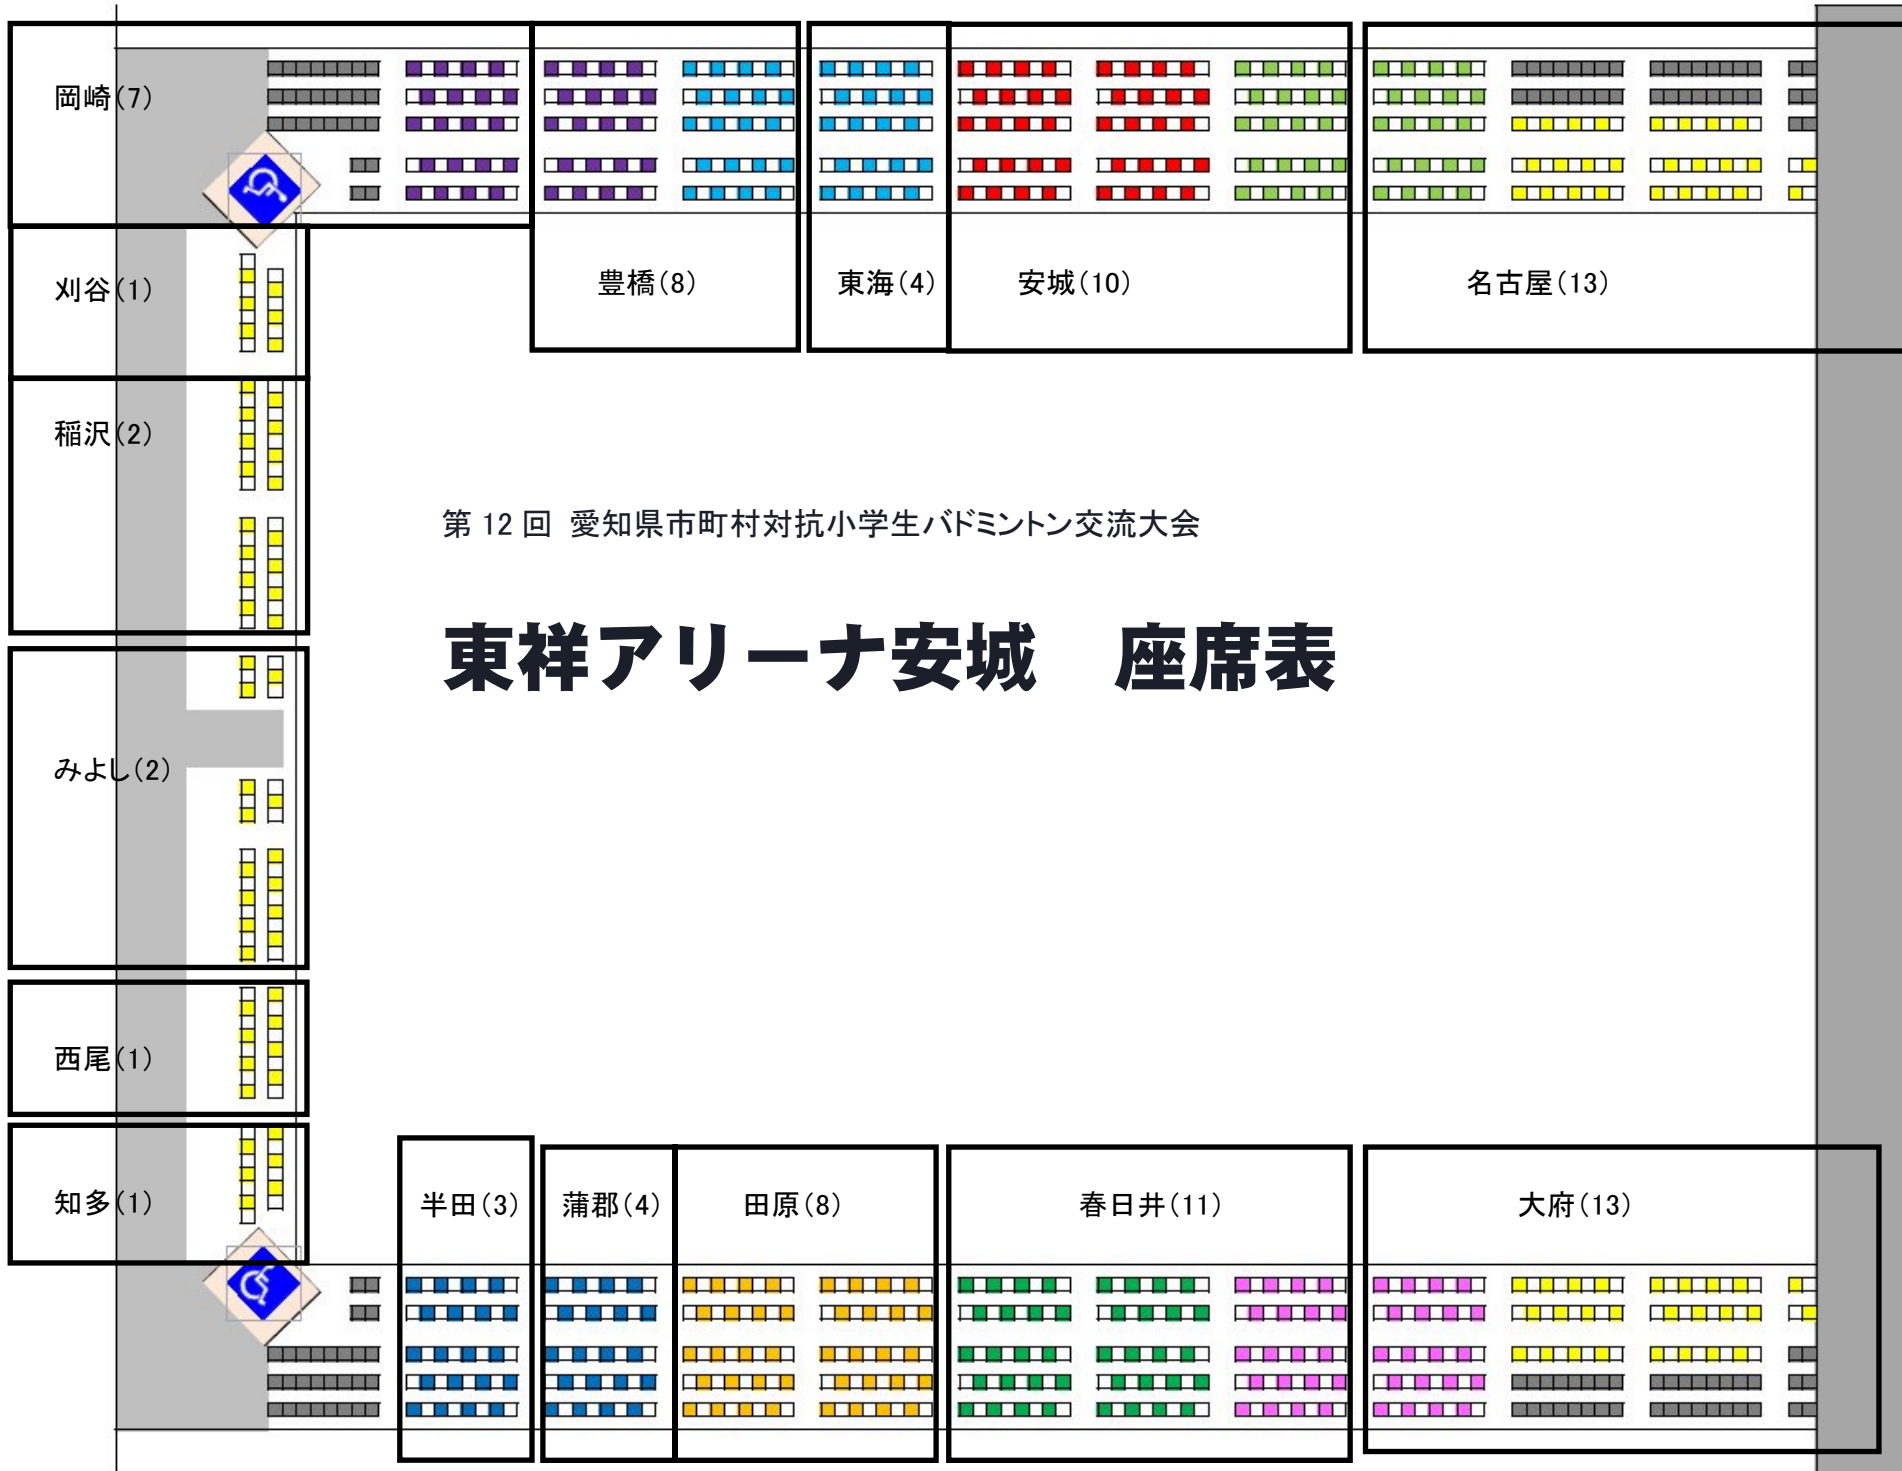 岡崎(7)
刈谷(1)
豊橋(8)
東海(4)
安城(10)
名古屋(13)
稲沢(2)
第 12 回 愛知県市町村対抗小学生バドミントン交流大会
東祥アリーナ安城　座席表
みよし(2)
西尾(1)
知多(1)
半田(3)
蒲郡(4)
田原(8)
春日井(11)
大府(13)